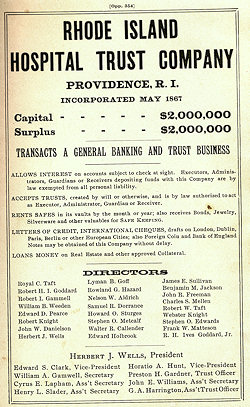 [Opp. 354]
RHODE ISLAND
HOSPITAL TRUST COMPANY
PROVIDENCE, R. I.
INCORPORATED MAY 1867
Capital - - - - - $2,000,000
Surplus - - - - - $2,000,000
TRANSACTS A GENERAL BANKING AND TRUST BUSINESS
ALLOWS INTEREST on accounts subject to check at sight. Executors, Adminis-
trators, Guardians or Receivers depositing funds with this Company are by
law exempted from all personal liability.
ACCEPTS TRUSTS, created by will or otherwise, and is by law authorized to act
as Executor, Administrator, Guardian or Receiver.
RENTS SAFES in its vaults by the month or year; also receives Bonds, Jewelry,
Silverware and other valuables for SAFE KEEPING.
LETTERS OF CREDIT, INTERNATIONAL CHEQUES, drafts on London, Dublin,
Paris, Berlin or other European Cities; also Foreign Coin and Bank of England
Notes may be obtained of this Company without delay.
LOANS MONEY on Real Estate and other approved Collateral.
DIRECTORS
Royal C. Taft
Robert H. I. Goddard
Robert I. Gammell
William B. Weeden
Edward D. Pearce
Robert Knight
John W. Danielson
Herbert J. Wells
Lyman B. Goff
Rowland G. Hazard
Nelson W. Aldrich
Samuel R. Dorrance
Howard O. Sturges
Stephen O. Metcalf
Walter R. Callender
Edward Holbrook
James E. Sullivan
Benjamin M. Jackson
John R. Freeman
Charles S. Mellen
Robert W. Taft
Webster Knight
Stephen O. Edwards
Frank W. Matteson
R. H. Ives Goddard, Jr.
HERBERT J. WELLS, President
Edward S. Clark, Vice-President
William A. Gamwell, Secretary
Cyrus E. Lapham, Ass't Secretary
Henry L. Slader, Ass't Secretary
Horatio A. Hunt, Vice-President
Preston H. Gardner, Trust Officer
John E. Williams, Ass't Secretary
G. A. Harrington, Ass't Trust Officer